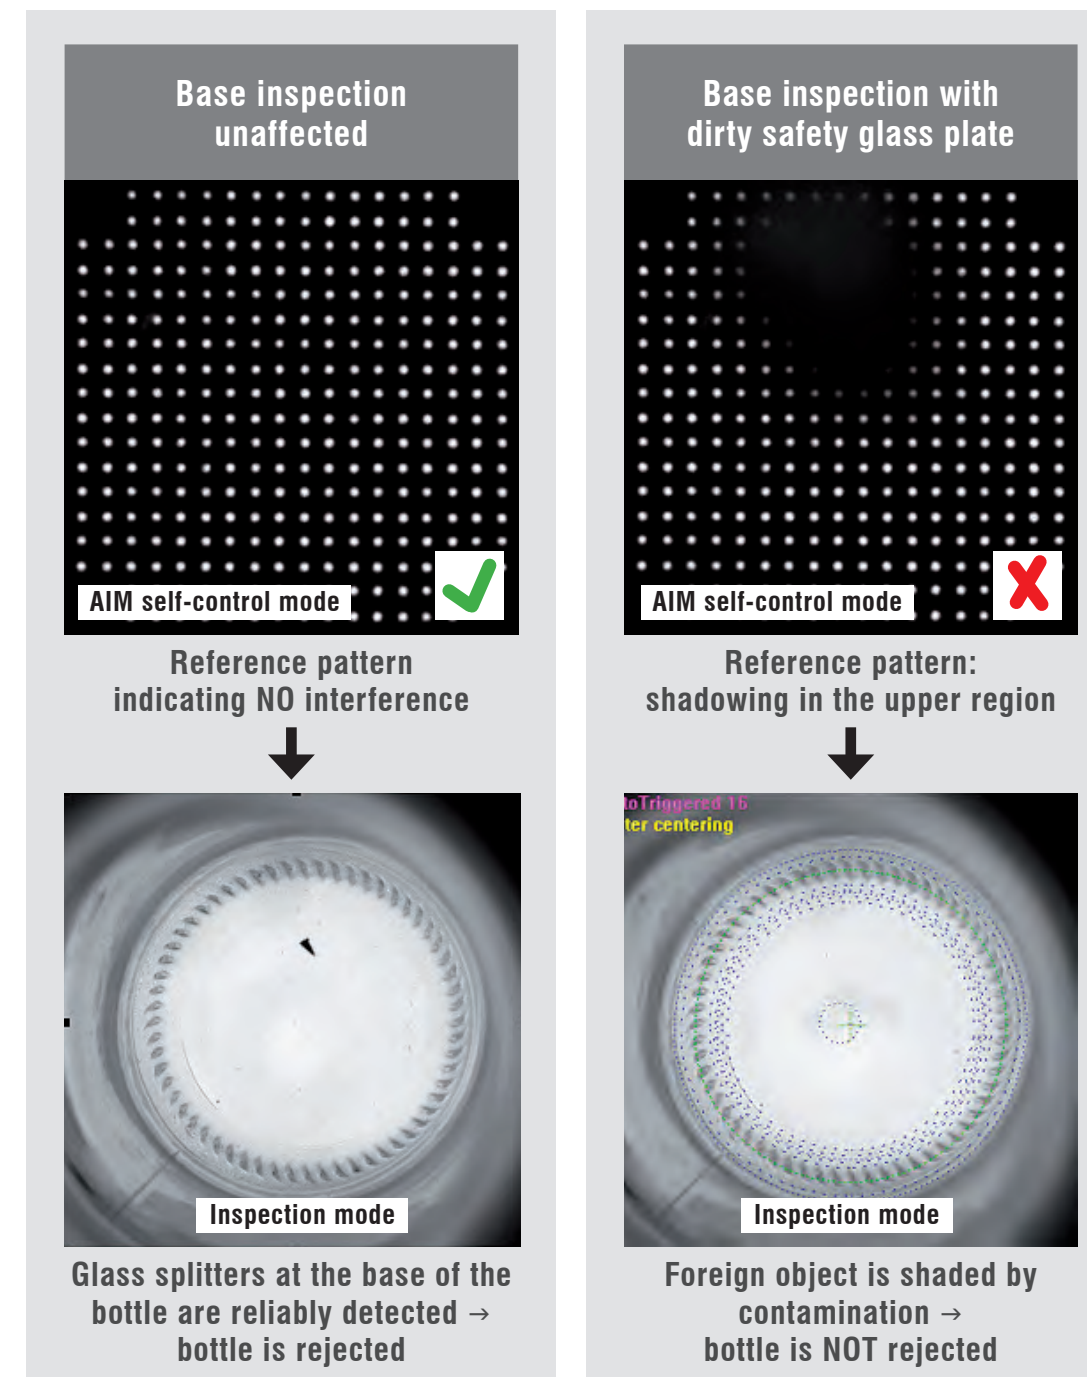 Base inspection
unaffected
AIM self-control mode
Reference pattern
indicating NO interference
Inspection mode
Glass splitters at the base of the
bottle are reliably detected →
bottle is rejected
Base inspection with
dirty safety glass plate
AIM self-control mode
Reference pattern:
shadowing in the upper region
toTriggered 16
ter centering
Inspection mode
Foreign object is shaded by
contamination →
bottle is NOT rejected